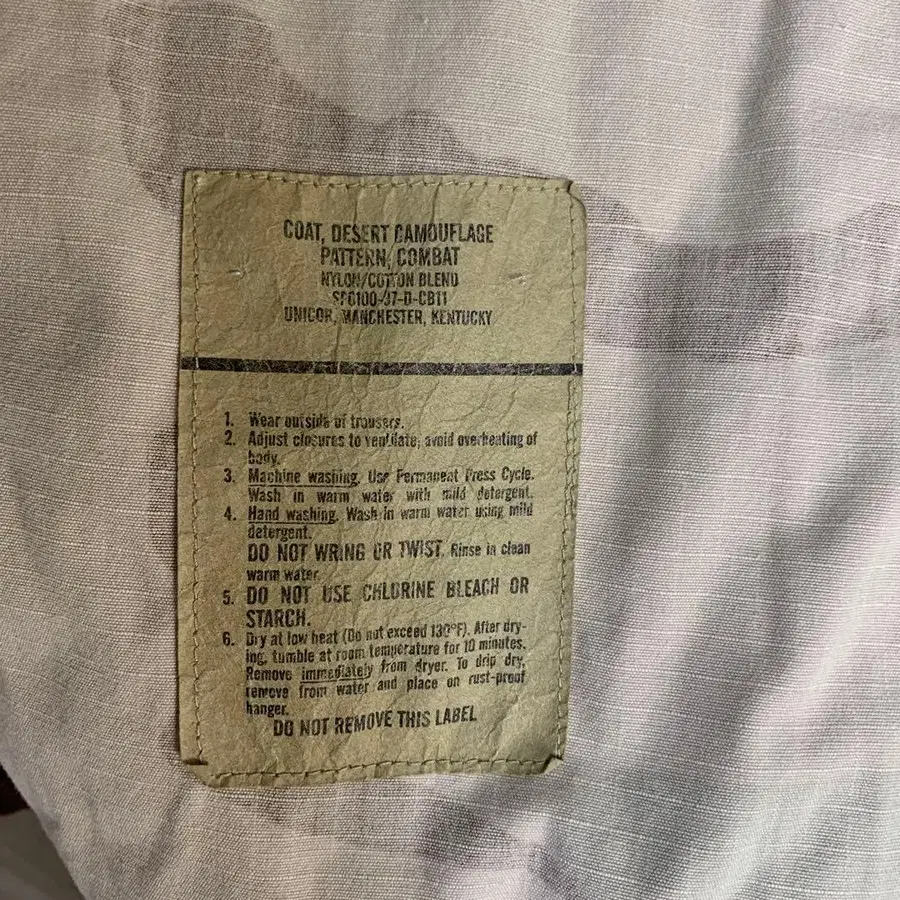 COAT, DESERT CAMOUFLAGE
PATTERN, COMBAT
NYLON/COTTON BLEND
SPO100-97-D-CB11
UNICOR, MANCHESTER, KENTUCKY
1. Wear outside of trousers.
2. Adjust closures to ventilate; avoid overheating of
body.
3. Machine washing. Use Permanent Press Cycle.
Wash in warm water with mild detergent.
4. Hand washing. Wash in warm water using mild
detergent.
DO NOT WRING OR TWIST. Rinse in clean
warm water.
5. DO NOT USE CHLORINE BLEACH OR
STARCH.
6. Dry at low heat (Do not exceed 130°F). After dry-
ing, tumble at room temperature for 10 minutes.
Remove immediately from dryer. To drip dry,
remove from water and place on rust-proof
hanger.
DO NOT REMOVE THIS LABEL